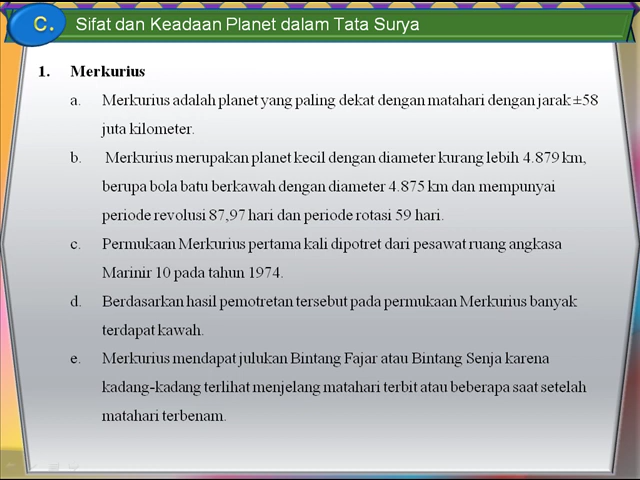 C. Sifat dan Keadaan Planet dalam Tata Surya
1. Merkurius
a. Merkurius adalah planet yang paling dekat dengan matahari dengan jarak ±58
juta kilometer.
b. Merkurius merupakan planet kecil dengan diameter kurang lebih 4.879 km,
berupa bola batu berkawah dengan diameter 4.875 km dan mempunyai
periode revolusi 87,97 hari dan periode rotasi 59 hari.
c. Permukaan Merkurius pertama kali dipotret dari pesawat ruang angkasa
Marinir 10 pada tahun 1974.
d. Berdasarkan hasil pemotretan tersebut pada permukaan Merkurius banyak
terdapat kawah.
e. Merkurius mendapat julukan Bintang Fajar atau Bintang Senja karena
kadang-kadang terlihat menjelang matahari terbit atau beberapa saat setelah
matahari terbenam.